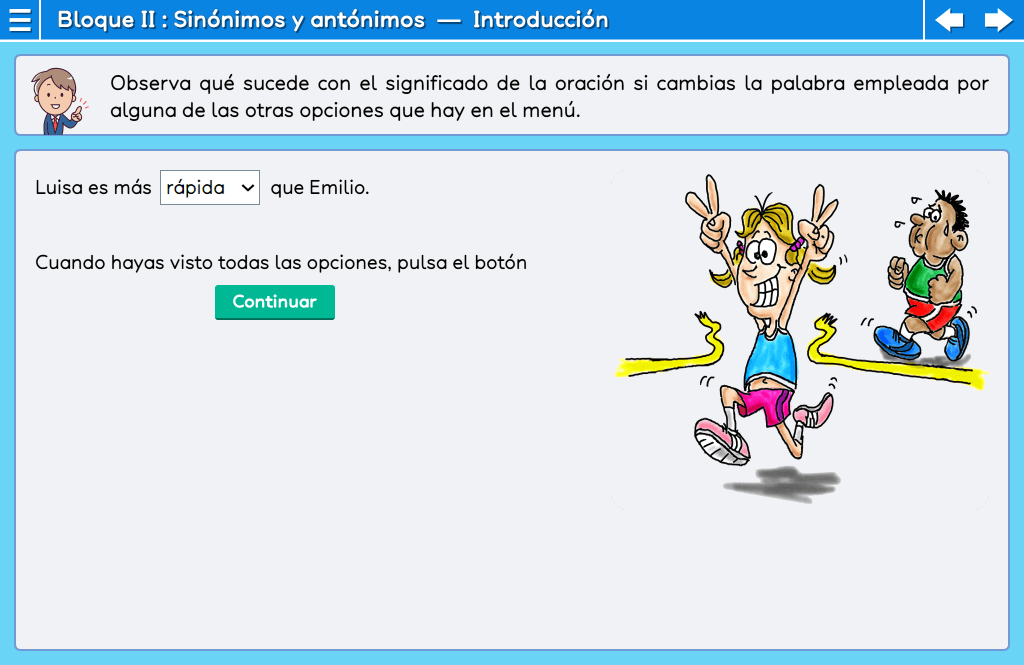 Bloque II : Sinónimos y antónimos — Introducción
Observa qué sucede con el significado de la oración si cambias la palabra empleada por
alguna de las otras opciones que hay en el menú.
Luisa es más rápida que Emilio.
Cuando hayas visto todas las opciones, pulsa el botón
Continuar